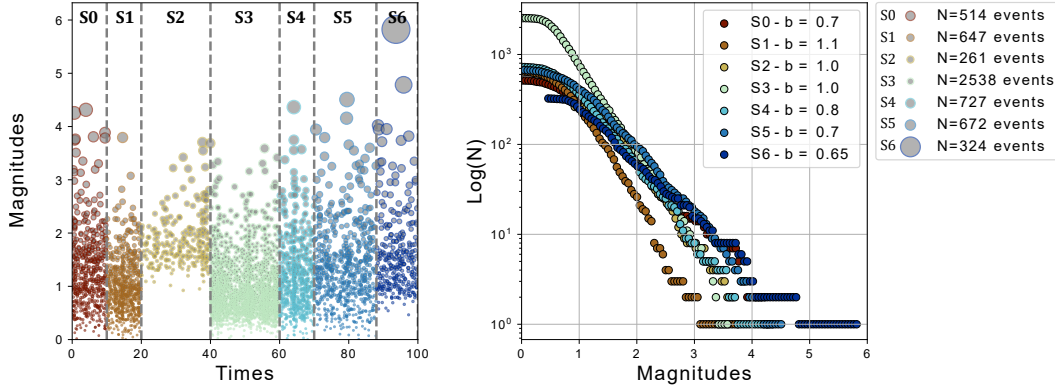 S0 S1 S2 S3 S4 S5 S6
6
5
4
3
2
1
0
Magnitudes
0 20 40 60 80 100
Times
10³
10²
10¹
10⁰
Log(N)
0 1 2 3 4 5 6
Magnitudes
S0 - b = 0.7
S1 - b = 1.1
S2 - b = 1.0
S3 - b = 1.0
S4 - b = 0.8
S5 - b = 0.7
S6 - b = 0.65
S0 N=514 events
S1 N=647 events
S2 N=261 events
S3 N=2538 events
S4 N=727 events
S5 N=672 events
S6 N=324 events